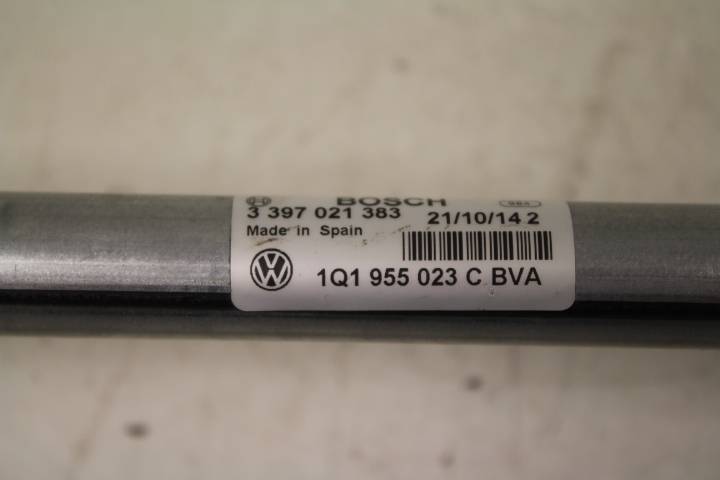 BOSCH
3 397 021 383 21/10/14 2
Made in Spain
1Q1 955 023 C BVA